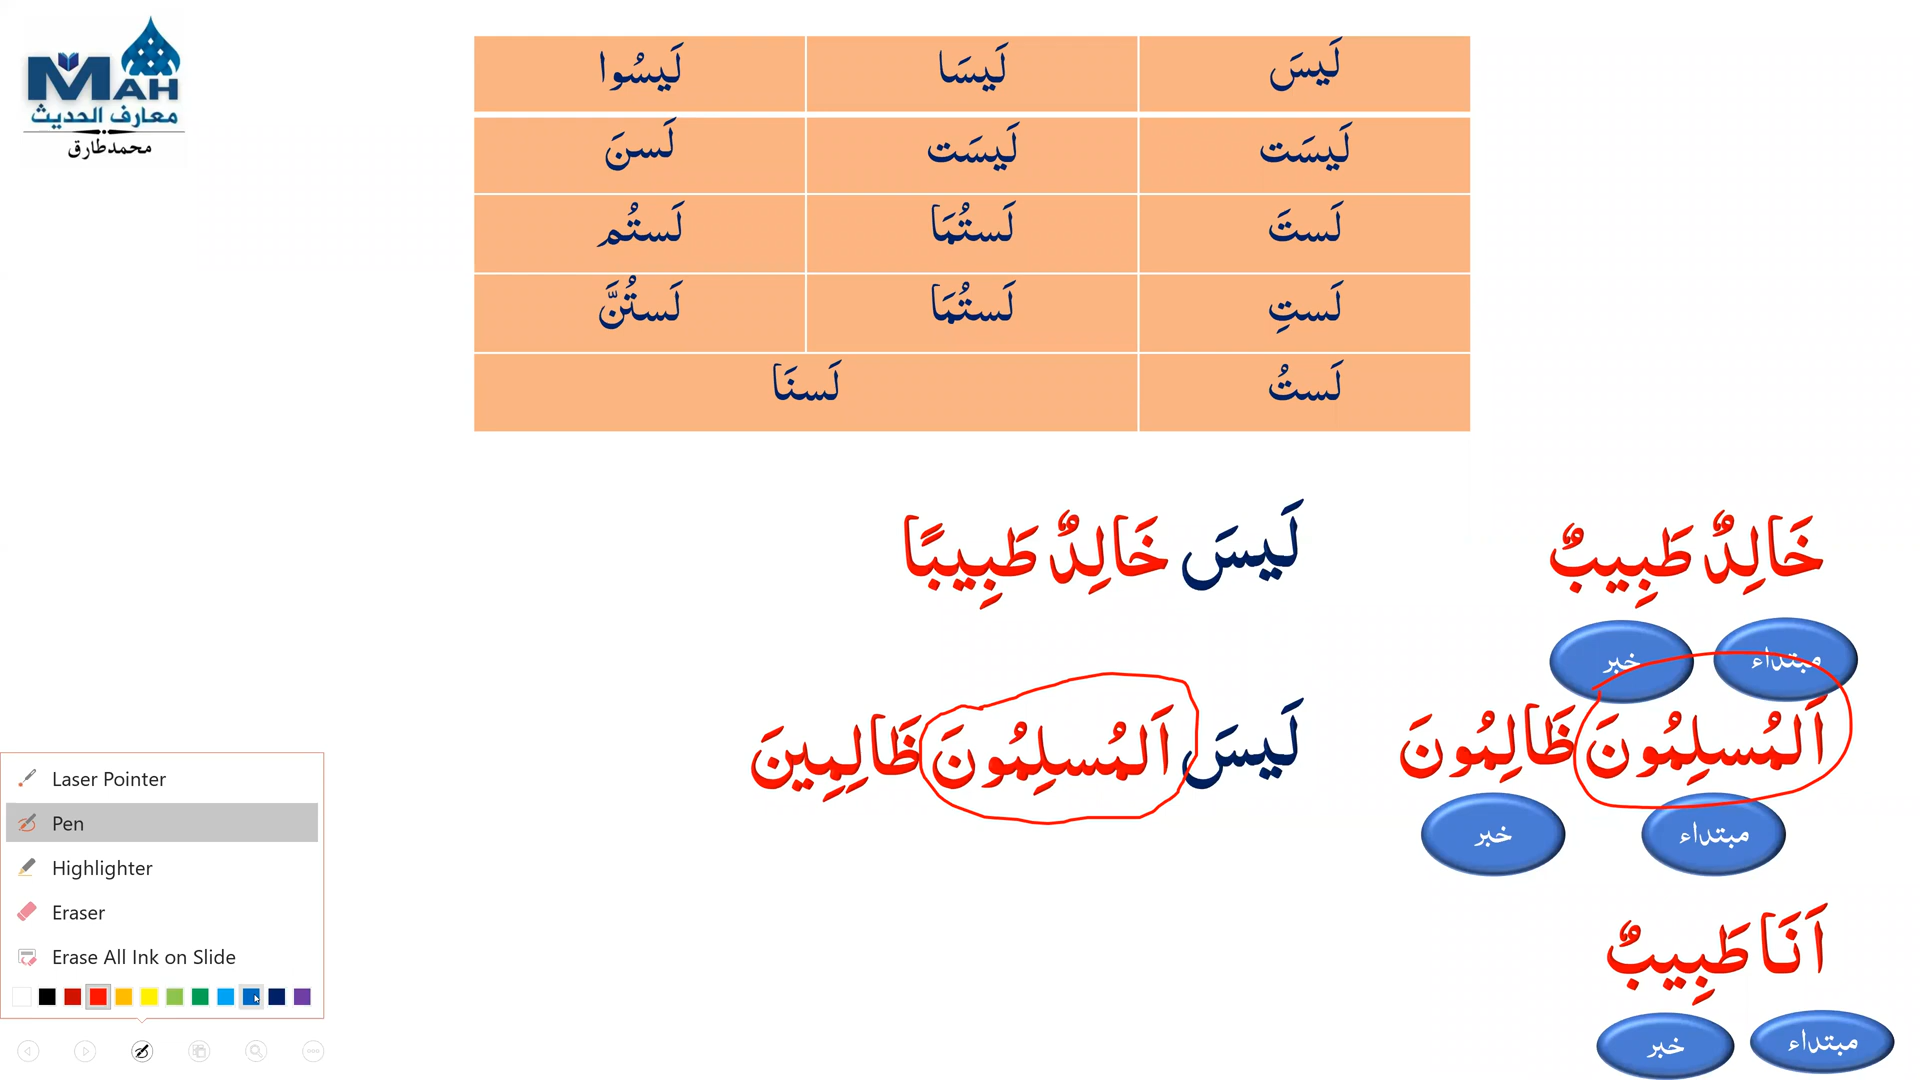 MAH
معارف الحديث
محمدطارق
لَيسَ لَيسَا لَيسُوا
لَيسَت لَيسَت لَسنَ
لَستَ لَستُمَا لَستُم
لَستِ لَستُمَا لَستُنَّ
لَستُ لَسنَا
خَالِدٌ طَبِيبٌ
لَيسَ خَالِدٌ طَبِيبًا
مبتداء خبر
اَلمُسلِمُونَ ظَالِمُونَ
لَيسَ اَلمُسلِمُونَ ظَالِمِينَ
مبتداء خبر
اَنَا طَبِيبٌ
مبتداء خبر
Laser Pointer
Pen
Highlighter
Eraser
Erase All Ink on Slide